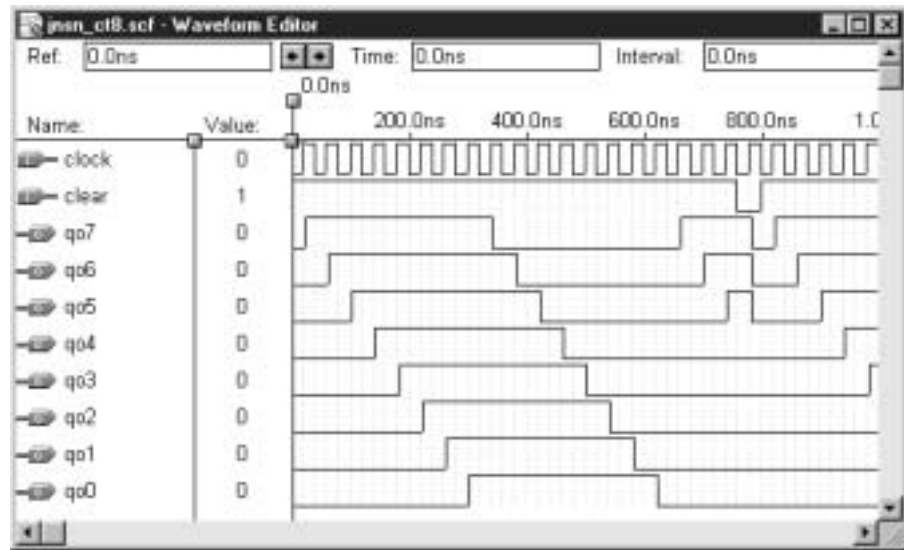 jnsn_ct8.scf - Waveform Editor
Ref: 0.0ns Time: 0.0ns Interval: 0.0ns
0.0ns
Name: Value: 200.0ns 400.0ns 600.0ns 800.0ns 1.0
clock 0
clear 1
qo7 0
qo6 0
qo5 0
qo4 0
qo3 0
qo2 0
qo1 0
qo0 0